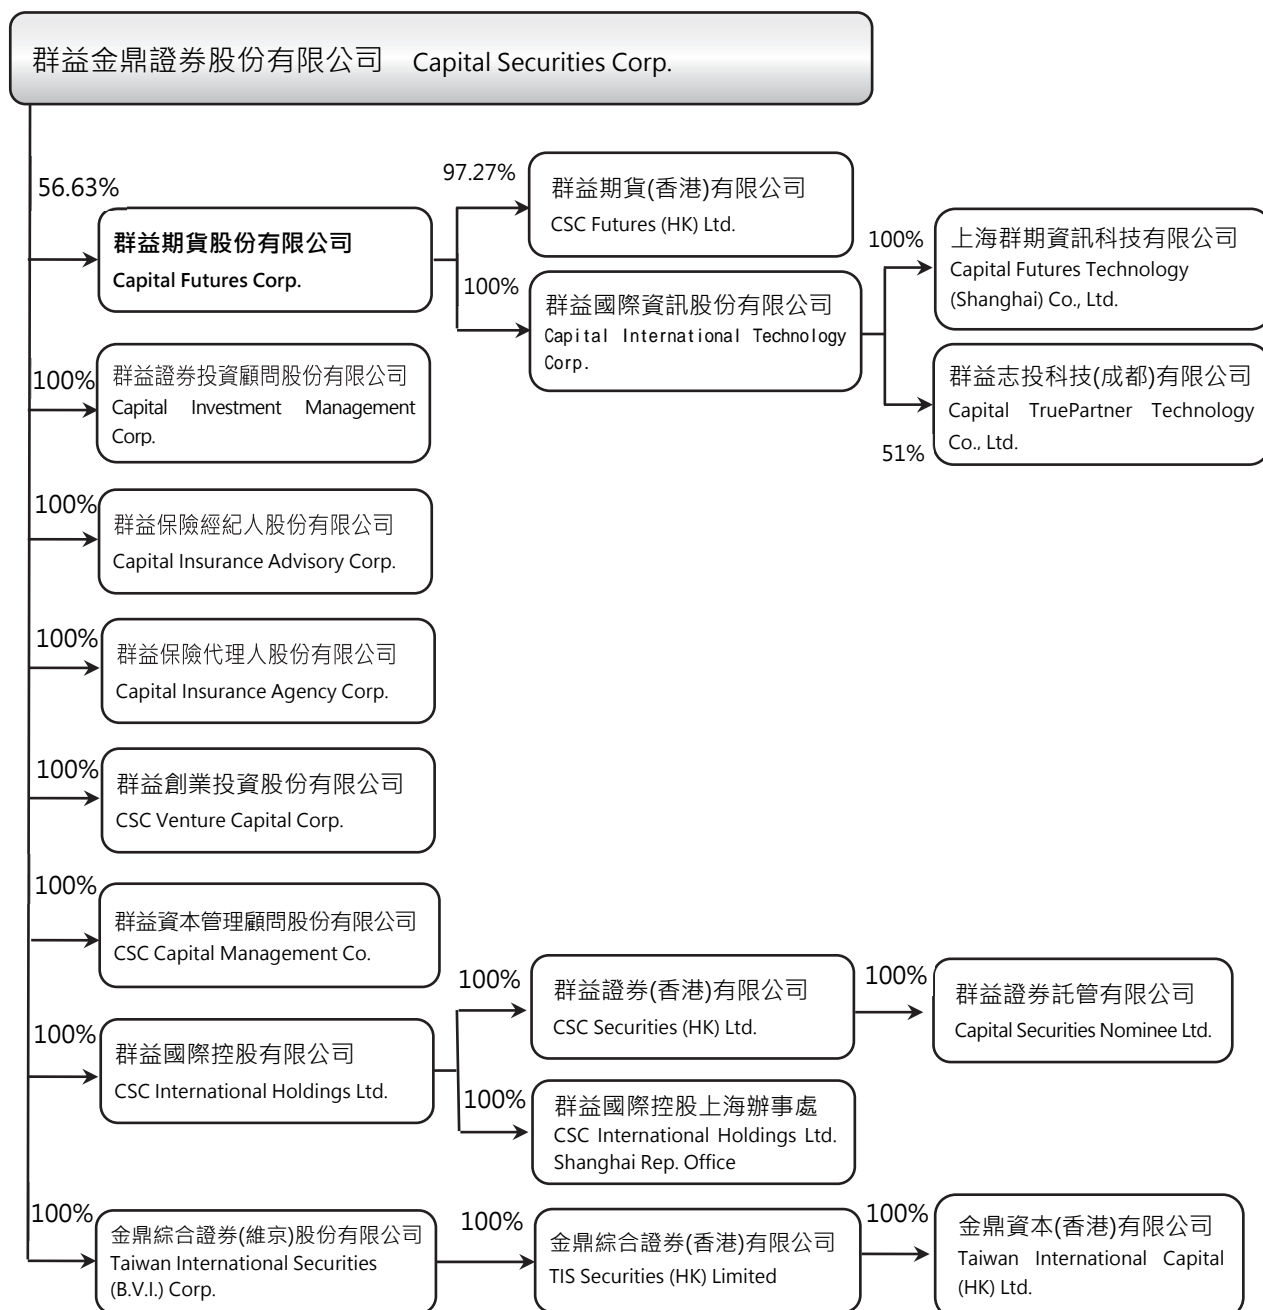 群益金鼎證券股份有限公司 Capital Securities Corp.
56.63%
群益期貨股份有限公司
Capital Futures Corp.
97.27%
群益期貨(香港)有限公司
CSC Futures (HK) Ltd.
100%
群益國際資訊股份有限公司
Capital International Technology
Corp.
100%
上海群期資訊科技有限公司
Capital Futures Technology
(Shanghai) Co., Ltd.
51%
群益志投科技(成都)有限公司
Capital TruePartner Technology
Co., Ltd.
100%
群益證券投資顧問股份有限公司
Capital Investment Management
Corp.
100%
群益保險經紀人股份有限公司
Capital Insurance Advisory Corp.
100%
群益保險代理人股份有限公司
Capital Insurance Agency Corp.
100%
群益創業投資股份有限公司
CSC Venture Capital Corp.
100%
群益資本管理顧問股份有限公司
CSC Capital Management Co.
100%
群益國際控股有限公司
CSC International Holdings Ltd.
100%
群益證券(香港)有限公司
CSC Securities (HK) Ltd.
100%
群益證券託管有限公司
Capital Securities Nominee Ltd.
100%
群益國際控股上海辦事處
CSC International Holdings Ltd.
Shanghai Rep. Office
100%
金鼎綜合證券(維京)股份有限公司
Taiwan International Securities
(B.V.I.) Corp.
100%
金鼎綜合證券(香港)有限公司
TIS Securities (HK) Limited
100%
金鼎資本(香港)有限公司
Taiwan International Capital
(HK) Ltd.